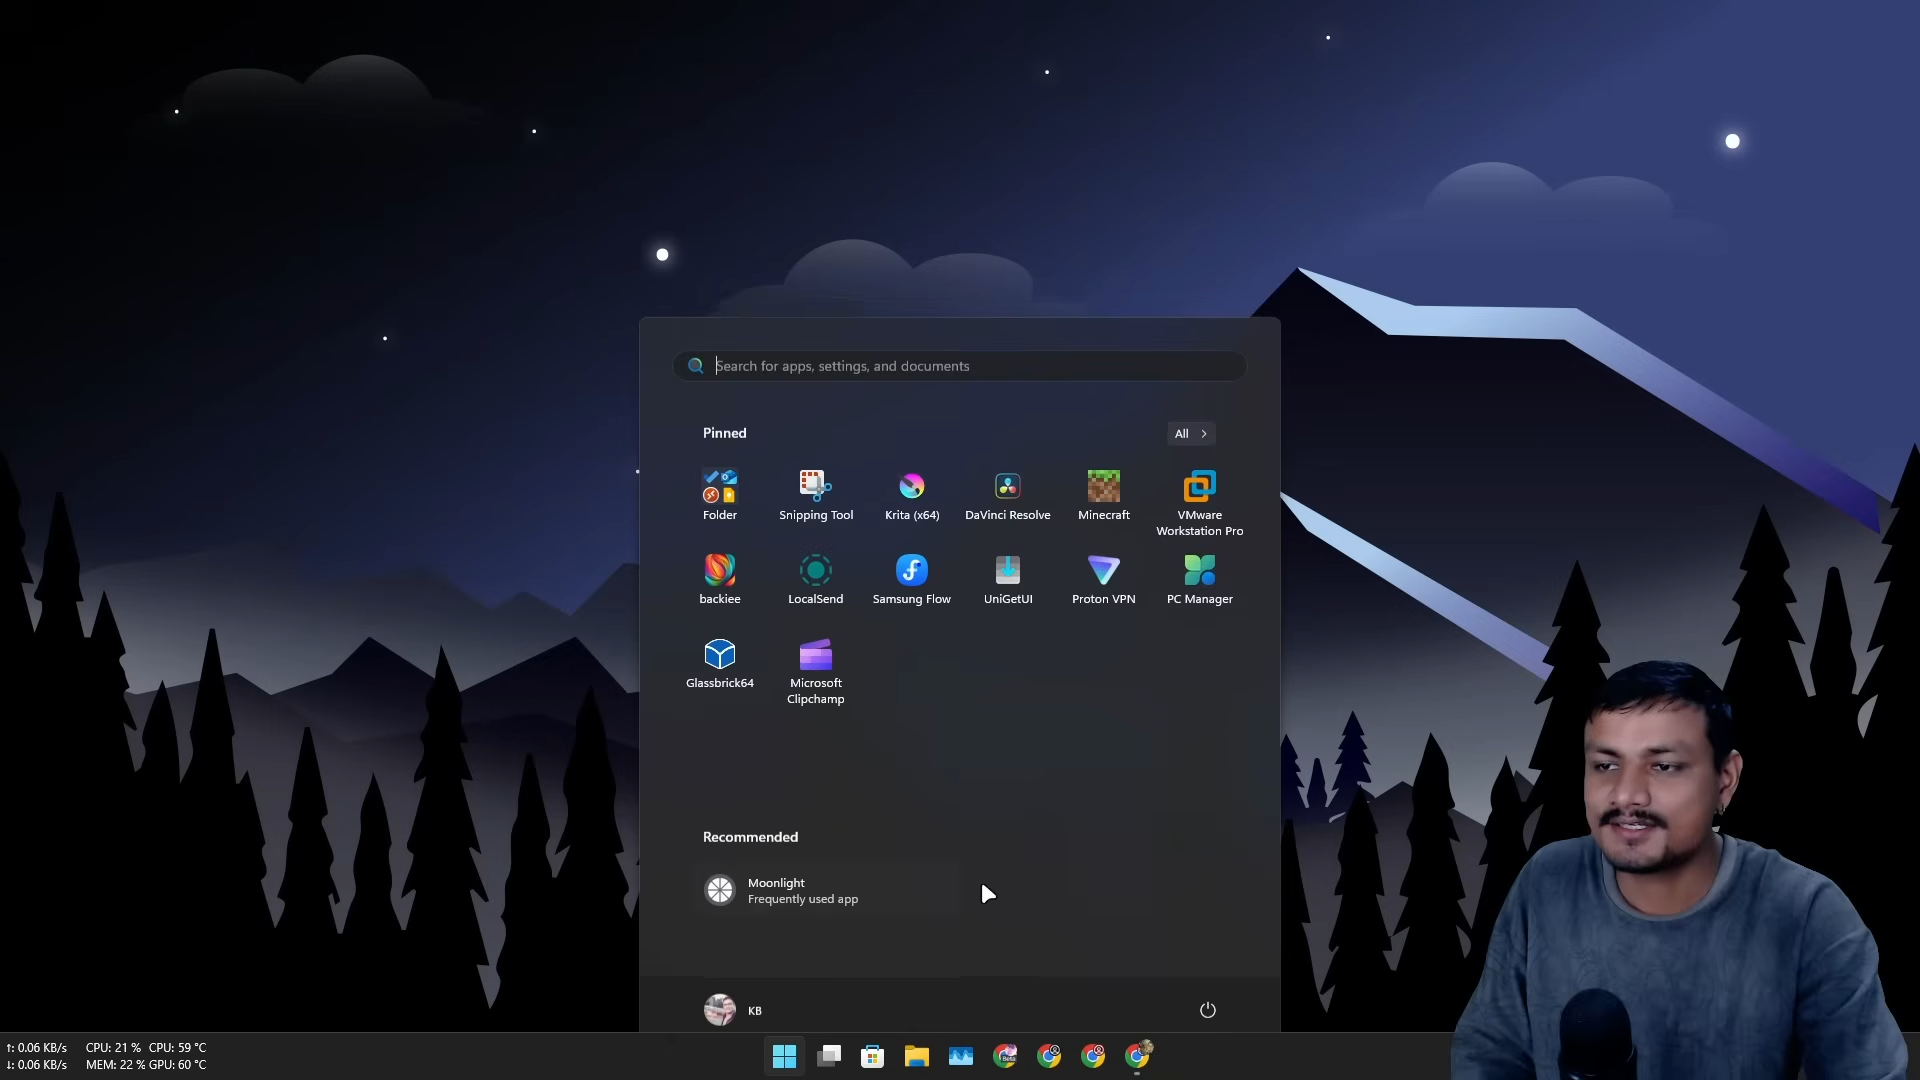 Search for apps, settings, and documents
Pinned
All
Folder
Snipping Tool
Krita (x64)
DaVinci Resolve
Minecraft
VMware
Workstation Pro
backiee
LocalSend
Samsung Flow
UniGetUI
Proton VPN
PC Manager
Glassbrick64
Microsoft
Clipchamp
Recommended
Moonlight
Frequently used app
KB
↑: 0.06 KB/s CPU: 21 % CPU: 59 °C
↓: 0.06 KB/s MEM: 22 % GPU: 60 °C
Beta